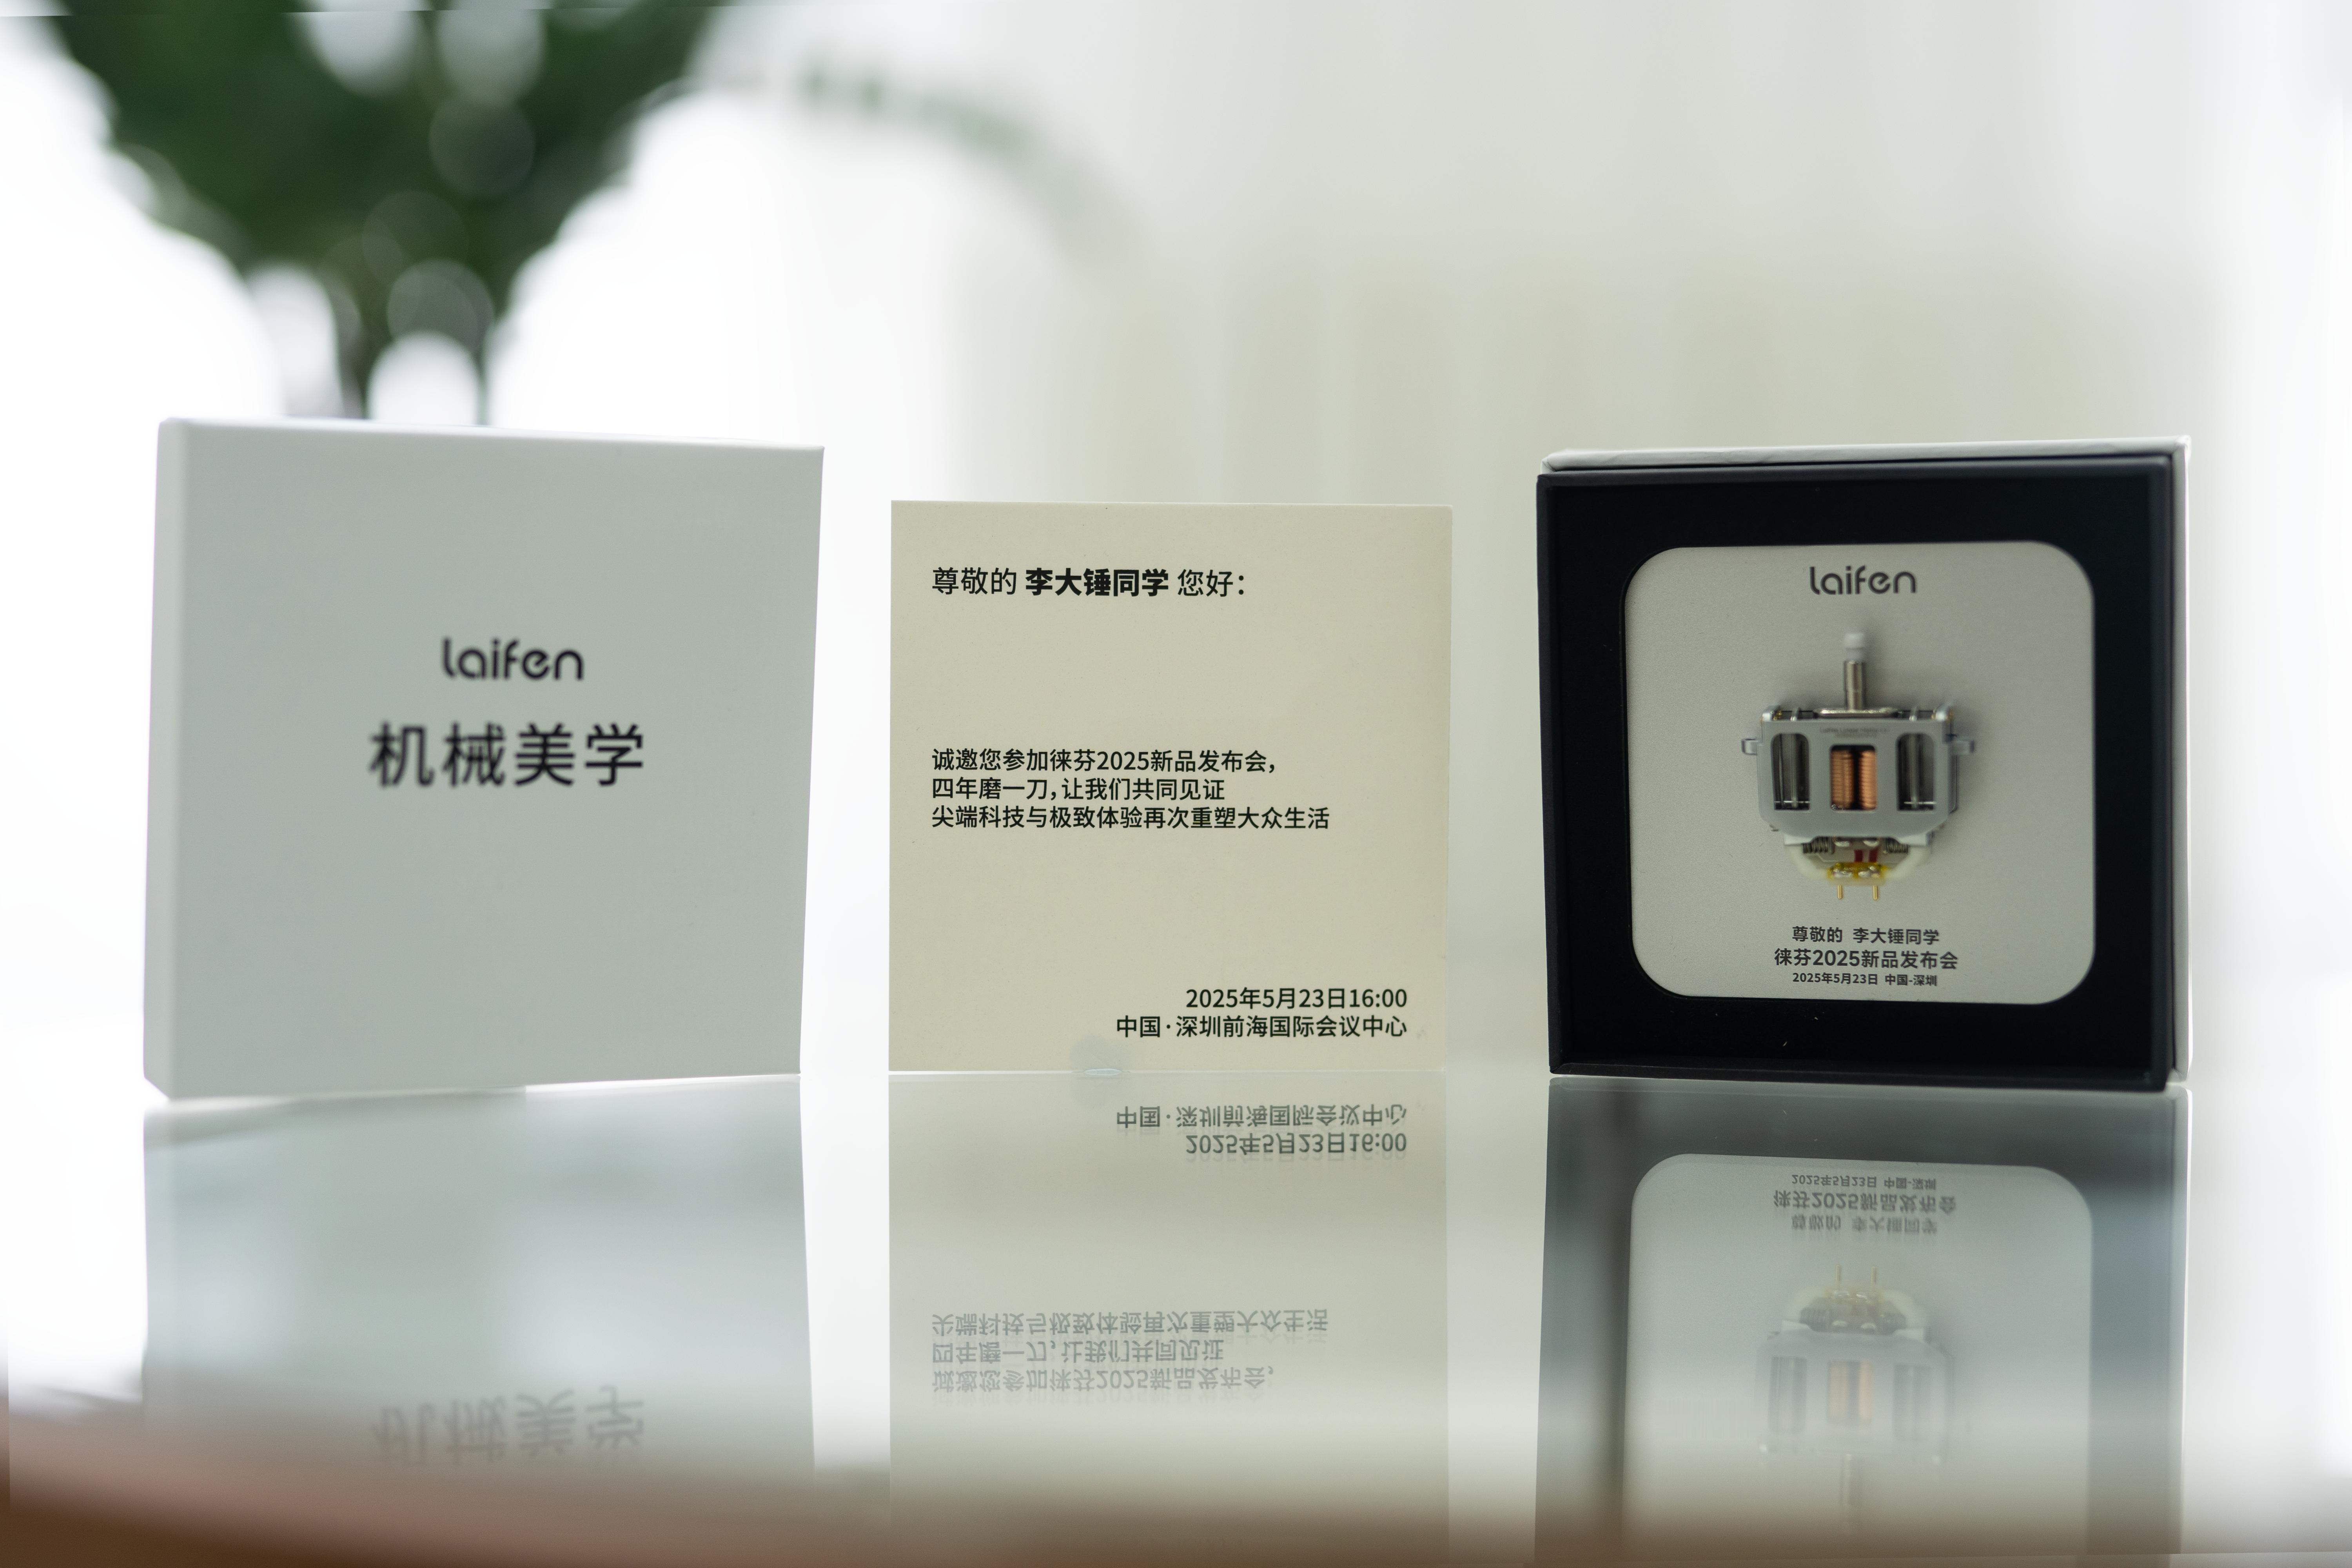 laifen
机械美学
尊敬的 李大锤同学 您好：
诚邀您参加徕芬2025新品发布会，
四年磨一刀，让我们共同见证
尖端科技与极致体验再次重塑大众生活
2025年5月23日16:00
中国·深圳前海国际会议中心
laifen
尊敬的 李大锤同学
徕芬2025新品发布会
2025年5月23日 中国-深圳